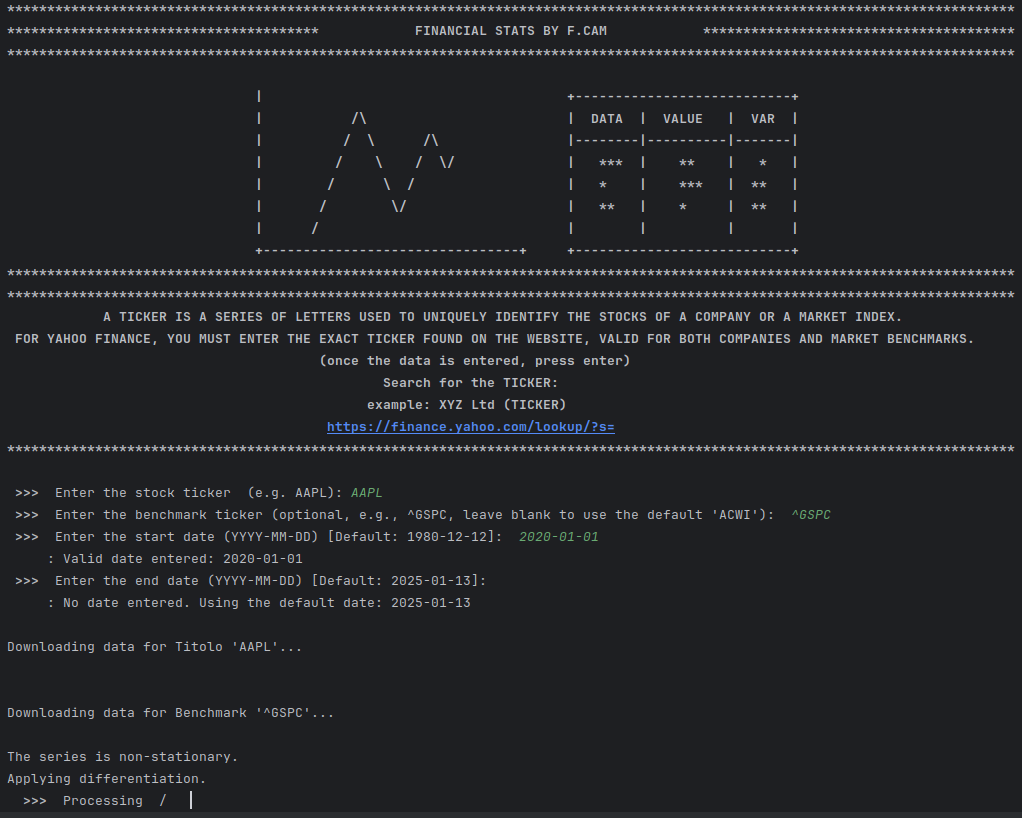 ******************************************************************************************************************************
***************************************            FINANCIAL STATS BY F.CAM            ***************************************
******************************************************************************************************************************
                               |                                      +---------------------------+
                               |           /\                         |  DATA  |  VALUE   |  VAR  |
                               |          /  \      /\                |--------|----------|-------|
                               |         /    \    /  \/              |   ***  |    **    |   *   |
                               |        /      \  /                   |   *    |    ***   |  **   |
                               |       /        \/                    |   **   |    *     |  **   |
                               |      /                               |        |          |       |
                               +--------------------------------+     +---------------------------+
******************************************************************************************************************************
******************************************************************************************************************************
A TICKER IS A SERIES OF LETTERS USED TO UNIQUELY IDENTIFY THE STOCKS OF A COMPANY OR A MARKET INDEX.
FOR YAHOO FINANCE, YOU MUST ENTER THE EXACT TICKER FOUND ON THE WEBSITE, VALID FOR BOTH COMPANIES AND MARKET BENCHMARKS.
(once the data is entered, press enter)
Search for the TICKER:
example: XYZ Ltd (TICKER)
https://finance.yahoo.com/lookup/?s=
******************************************************************************************************************************
>>>  Enter the stock ticker  (e.g. AAPL): AAPL
>>>  Enter the benchmark ticker (optional, e.g., ^GSPC, leave blank to use the default 'ACWI'):  ^GSPC
>>>  Enter the start date (YYYY-MM-DD) [Default: 1980-12-12]:  2020-01-01
: Valid date entered: 2020-01-01
>>>  Enter the end date (YYYY-MM-DD) [Default: 2025-01-13]:
: No date entered. Using the default date: 2025-01-13
Downloading data for Titolo 'AAPL'...
Downloading data for Benchmark '^GSPC'...
The series is non-stationary.
Applying differentiation.
>>>  Processing  /